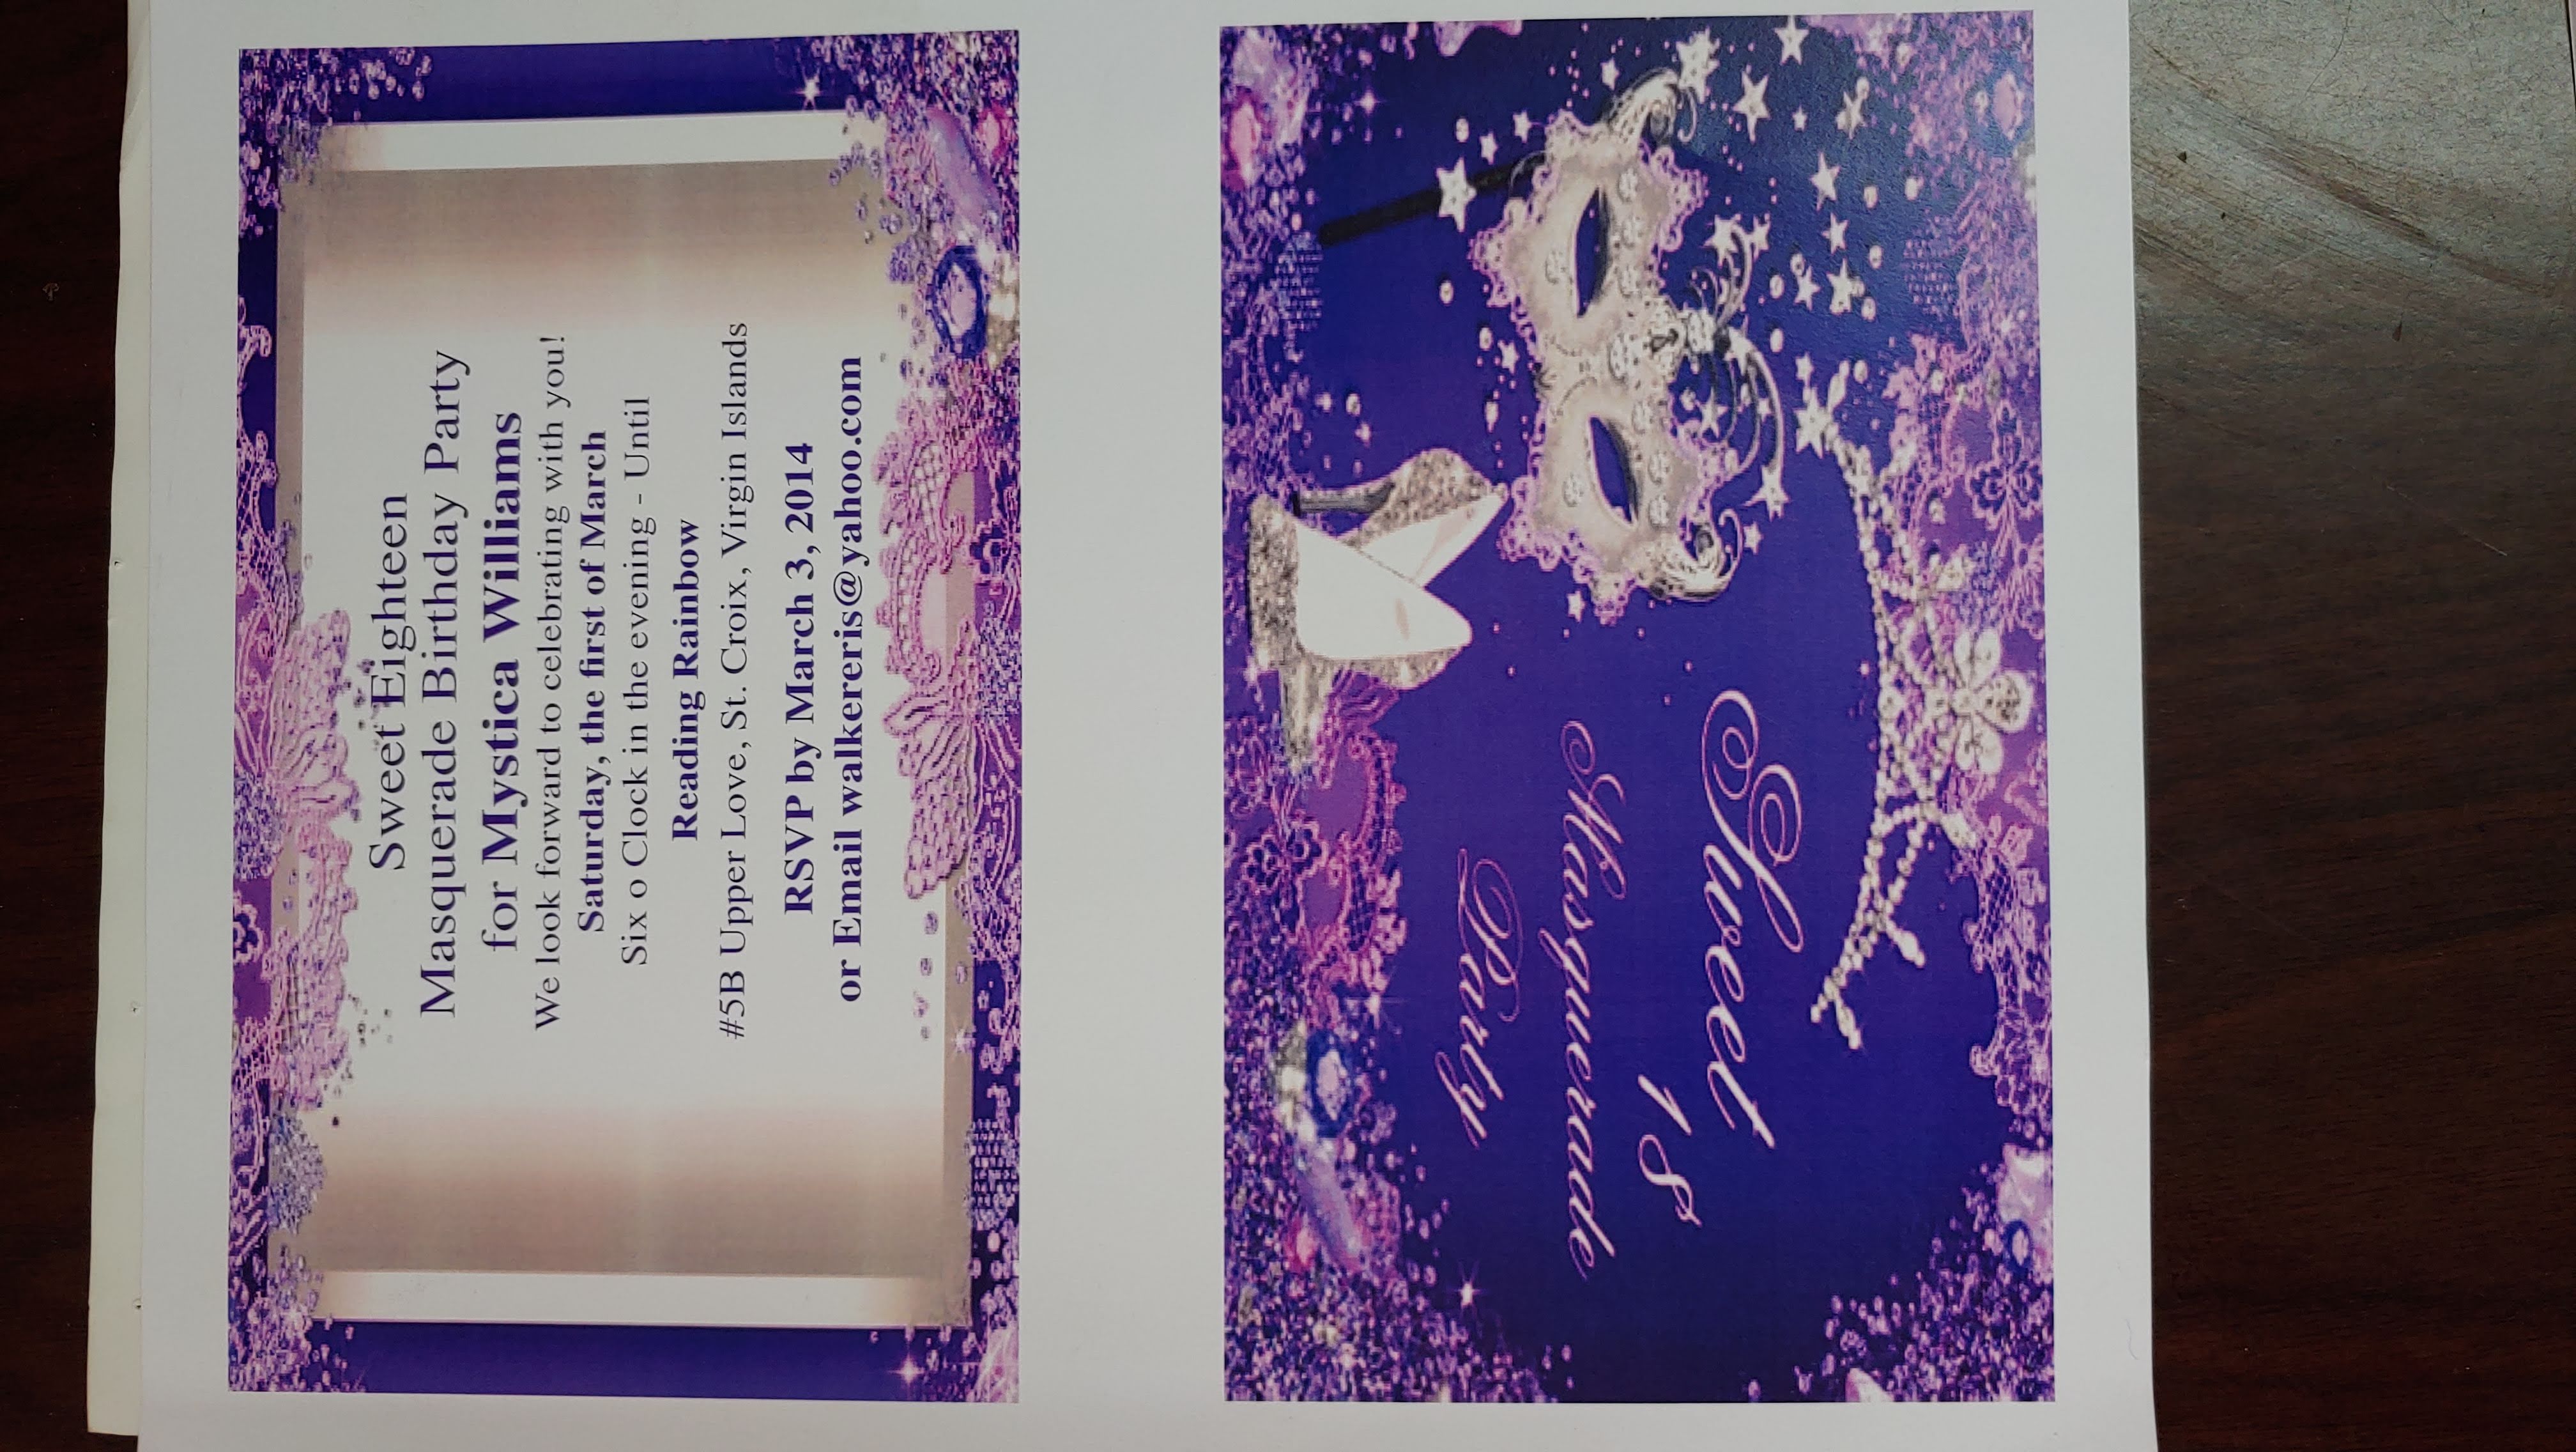 Sweet Eighteen
Masquerade Birthday Party
for Mystica Williams
We look forward to celebrating with you!
Saturday, the first of March
Six o Clock in the evening - Until
Reading Rainbow
#5B Upper Love, St. Croix, Virgin Islands
RSVP by March 3, 2014
or Email walkereris@yahoo.com
Sweet
18
Masquerade
Party